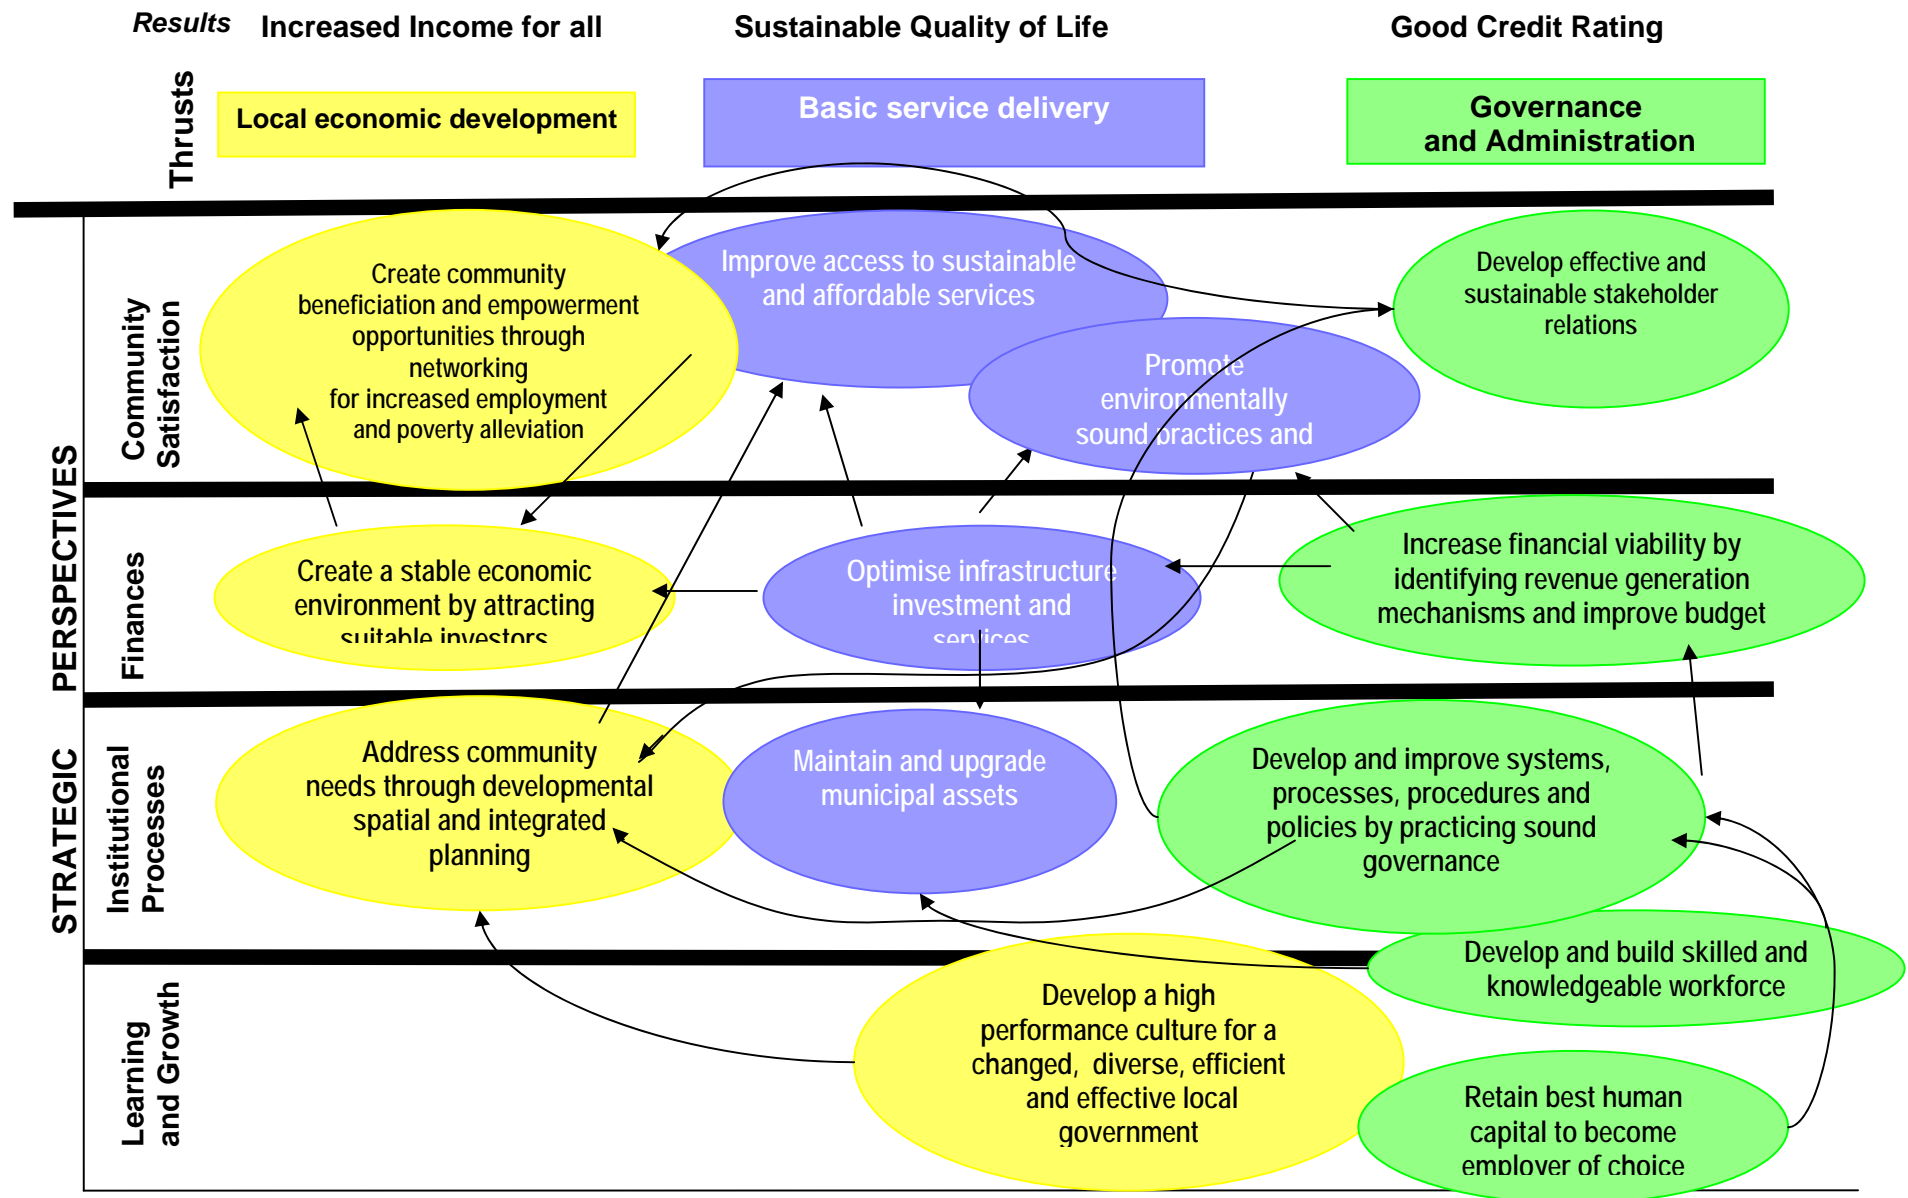 Results
Increased Income for all
Sustainable Quality of Life
Good Credit Rating
Thrusts
Local economic development
Basic service delivery
Governance
and Administration
STRATEGIC PERSPECTIVES
Community
Satisfaction
Create community
beneficiation and empowerment
opportunities through
networking
for increased employment
and poverty alleviation
Improve access to sustainable
and affordable services
Promote
environmentally
sound practices and
Develop effective and
sustainable stakeholder
relations
Finances
Create a stable economic
environment by attracting
suitable investors
Optimise infrastructure
investment and
services
Increase financial viability by
identifying revenue generation
mechanisms and improve budget
Institutional
Processes
Address community
needs through developmental
spatial and integrated
planning
Maintain and upgrade
municipal assets
Develop and improve systems,
processes, procedures and
policies by practicing sound
governance
Learning
and Growth
Develop a high
performance culture for a
changed, diverse, efficient
and effective local
government
Develop and build skilled and
knowledgeable workforce
Retain best human
capital to become
employer of choice